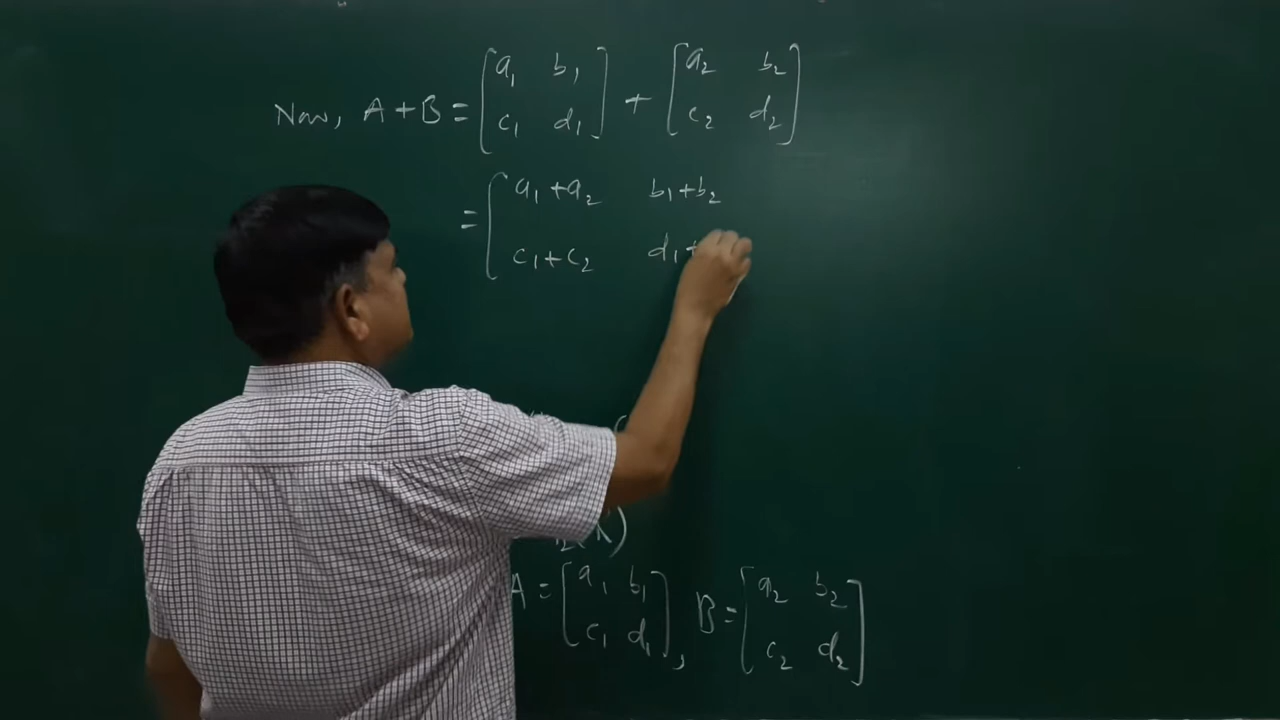 Now, A+B = [a₁ b₁ + [a₂ b₂
c₁ d₁] c₂ d₂]
= [a₁+a₂ b₁+b₂
c₁+c₂ d₁+
A = [a₁ b₁ , B = [a₂ b₂
c₁ d₁] c₂ d₂]